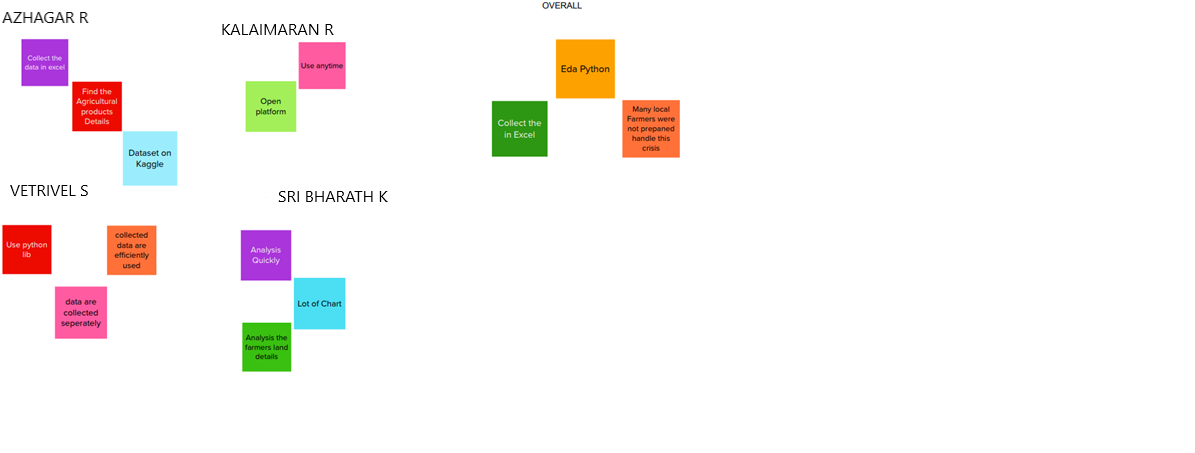 OVERALL
AZHAGAR R
Collect the
data in excel
Find the
Agricultural
products
Details
Dataset on
Kaggle
KALAIMARAN R
Use anytime
Open
platform
Eda Python
Collect the
in Excel
Many local
Farmers were
not prepaned
handle this
crisis
VETRIVEL S
Use python
lib
collected
data are
efficiently
used
data are
collected
seperately
SRI BHARATH K
Analysis
Quickly
Lot of Chart
Analysis the
farmers land
details